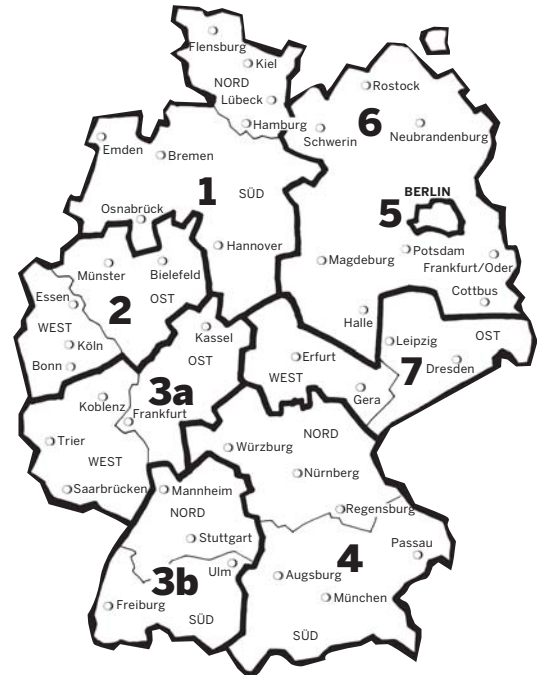 Flensburg
Kiel
NORD
Lübeck
Hamburg
Rostock
6
Schwerin
Neubrandenburg
Emden
Bremen
1
SÜD
BERLIN
5
Osnabrück
Hannover
Potsdam
Magdeburg
Frankfurt/Oder
Münster
Bielefeld
OST
Cottbus
Essen
2
WEST
Halle
Köln
Kassel
Leipzig
OST
Bonn
OST
Erfurt
7
Dresden
WEST
3a
Gera
Koblenz
Frankfurt
NORD
Trier
Würzburg
WEST
Nürnberg
Saarbrücken
Mannheim
NORD
Regensburg
Stuttgart
Passau
4
Ulm
Augsburg
3b
München
Freiburg
SÜD
SÜD